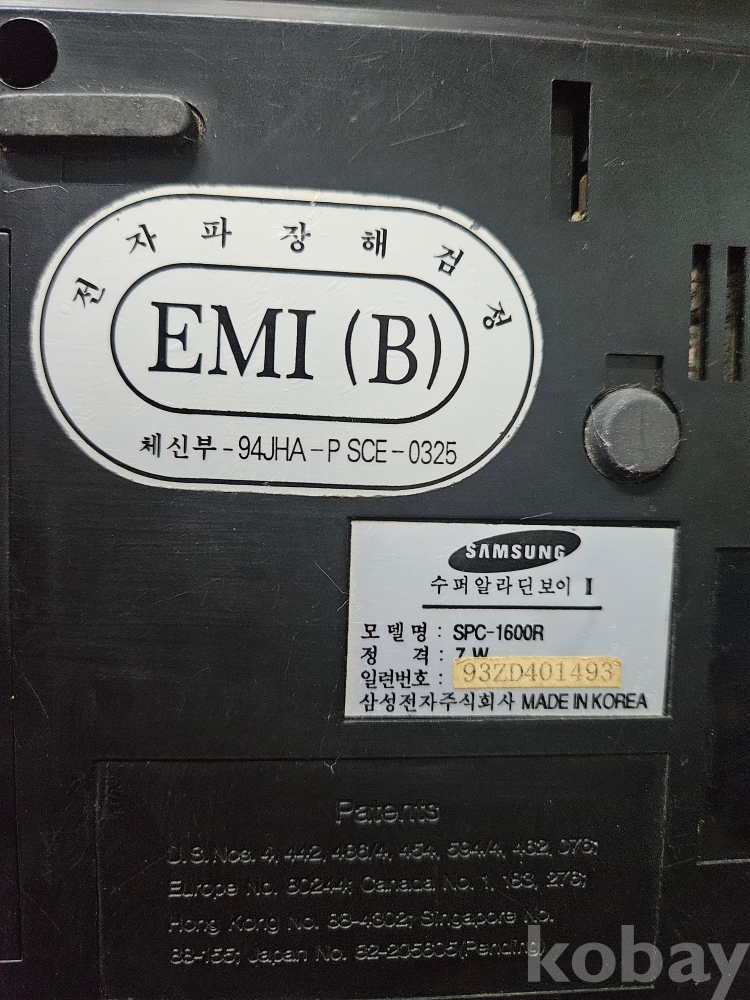 전자파장해검정
EMI (B)
체신부-94JHA-P SCE-0325
SAMSUNG
수퍼알라딘보이 I
모델명 : SPC-1600R
정 격 : 7 W
일련번호 : 93ZD401493
삼성전자주식회사 MADE IN KOREA
Patents
U.S. Nos. 4, 442, 486/4, 454, 594/4, 462, 076;
Europe No. 80244; Canada No. 1, 183, 276;
Hong Kong No. 88-4302; Singapore No.
88-155; Japan No. 82-205605(Pending)
kobay